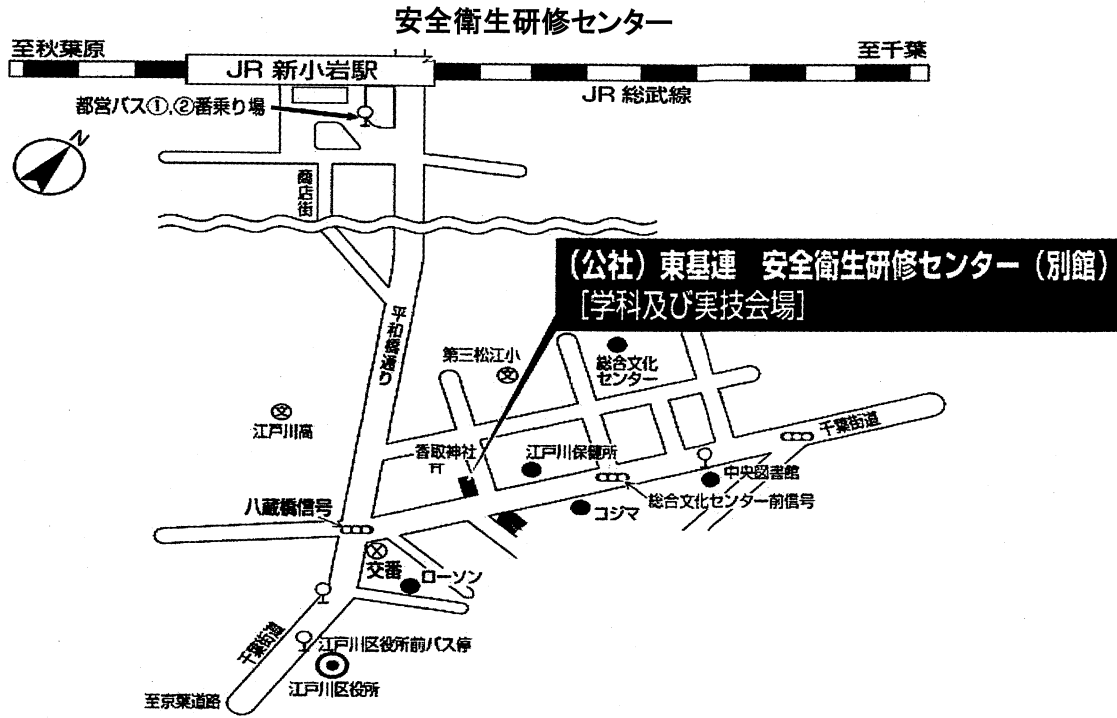 安全衛生研修センター
至秋葉原
至千葉
JR 新小岩駅
JR 総武線
都営バス①,②番乗り場
N
商店街
（公社）東基連 安全衛生研修センター（別館）
［学科及び実技会場］
平和橋通り
第三松江小
文
総合文化
センター
文
江戸川高
千葉街道
香取神社
江戸川保健所
中央図書館
総合文化センター前信号
八蔵橋信号
コジマ
交番
ローソン
千葉街道
江戸川区役所前バス停
江戸川区役所
至京葉道路